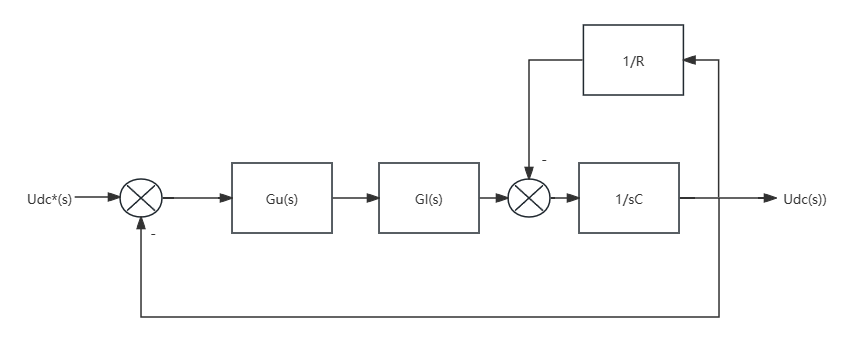 1/R
-
Udc*(s)
Gu(s)
GI(s)
1/sC
Udc(s))
-